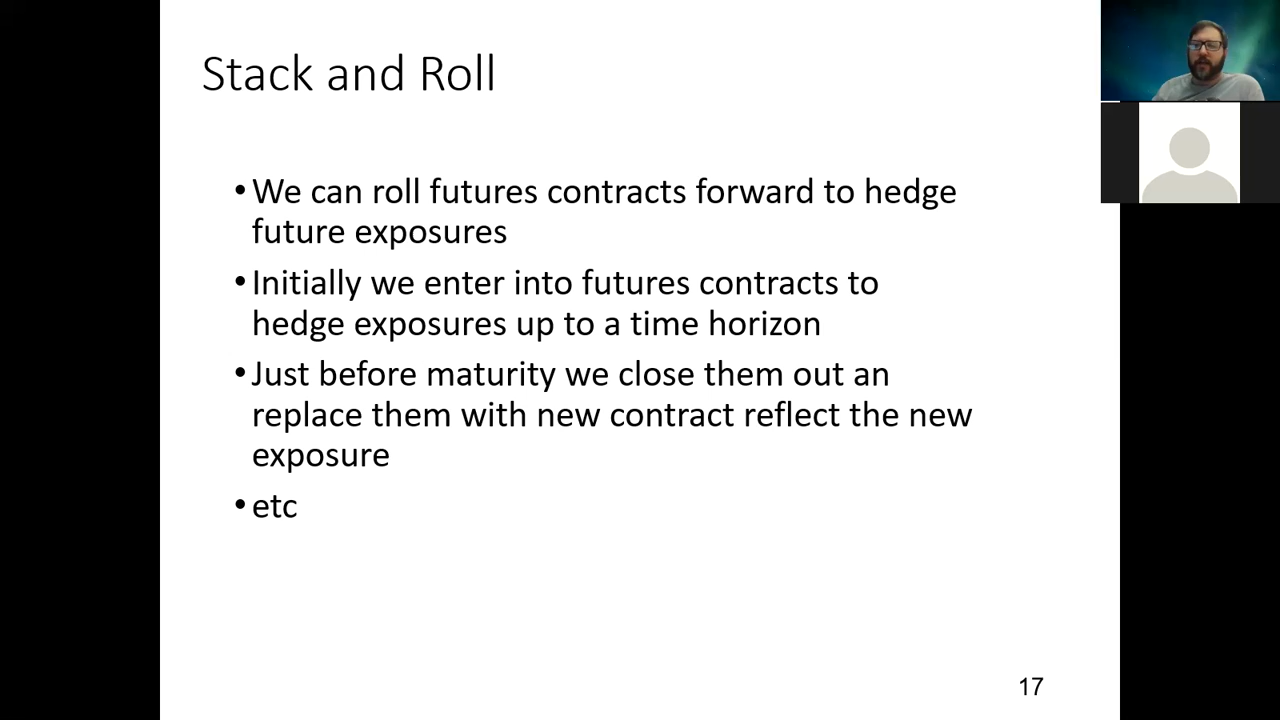 Stack and Roll
•We can roll futures contracts forward to hedge
future exposures
•Initially we enter into futures contracts to
hedge exposures up to a time horizon
•Just before maturity we close them out an
replace them with new contract reflect the new
exposure
•etc
17